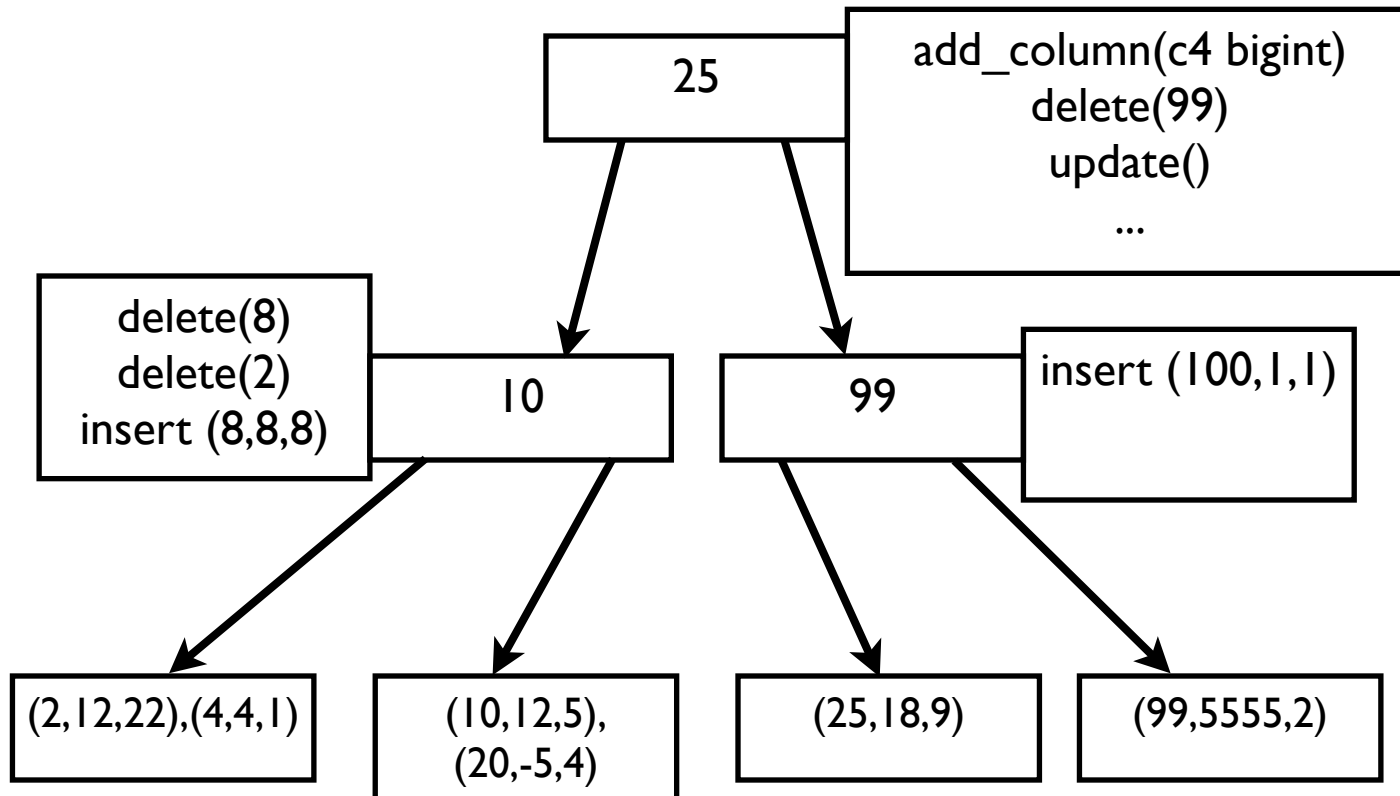 25
add_column(c4 bigint)
delete(99)
update()
...
delete(8)
delete(2)
insert (8,8,8)
10
99
insert (100,1,1)
(2,12,22),(4,4,1)
(10,12,5),
(20,-5,4)
(25,18,9)
(99,5555,2)